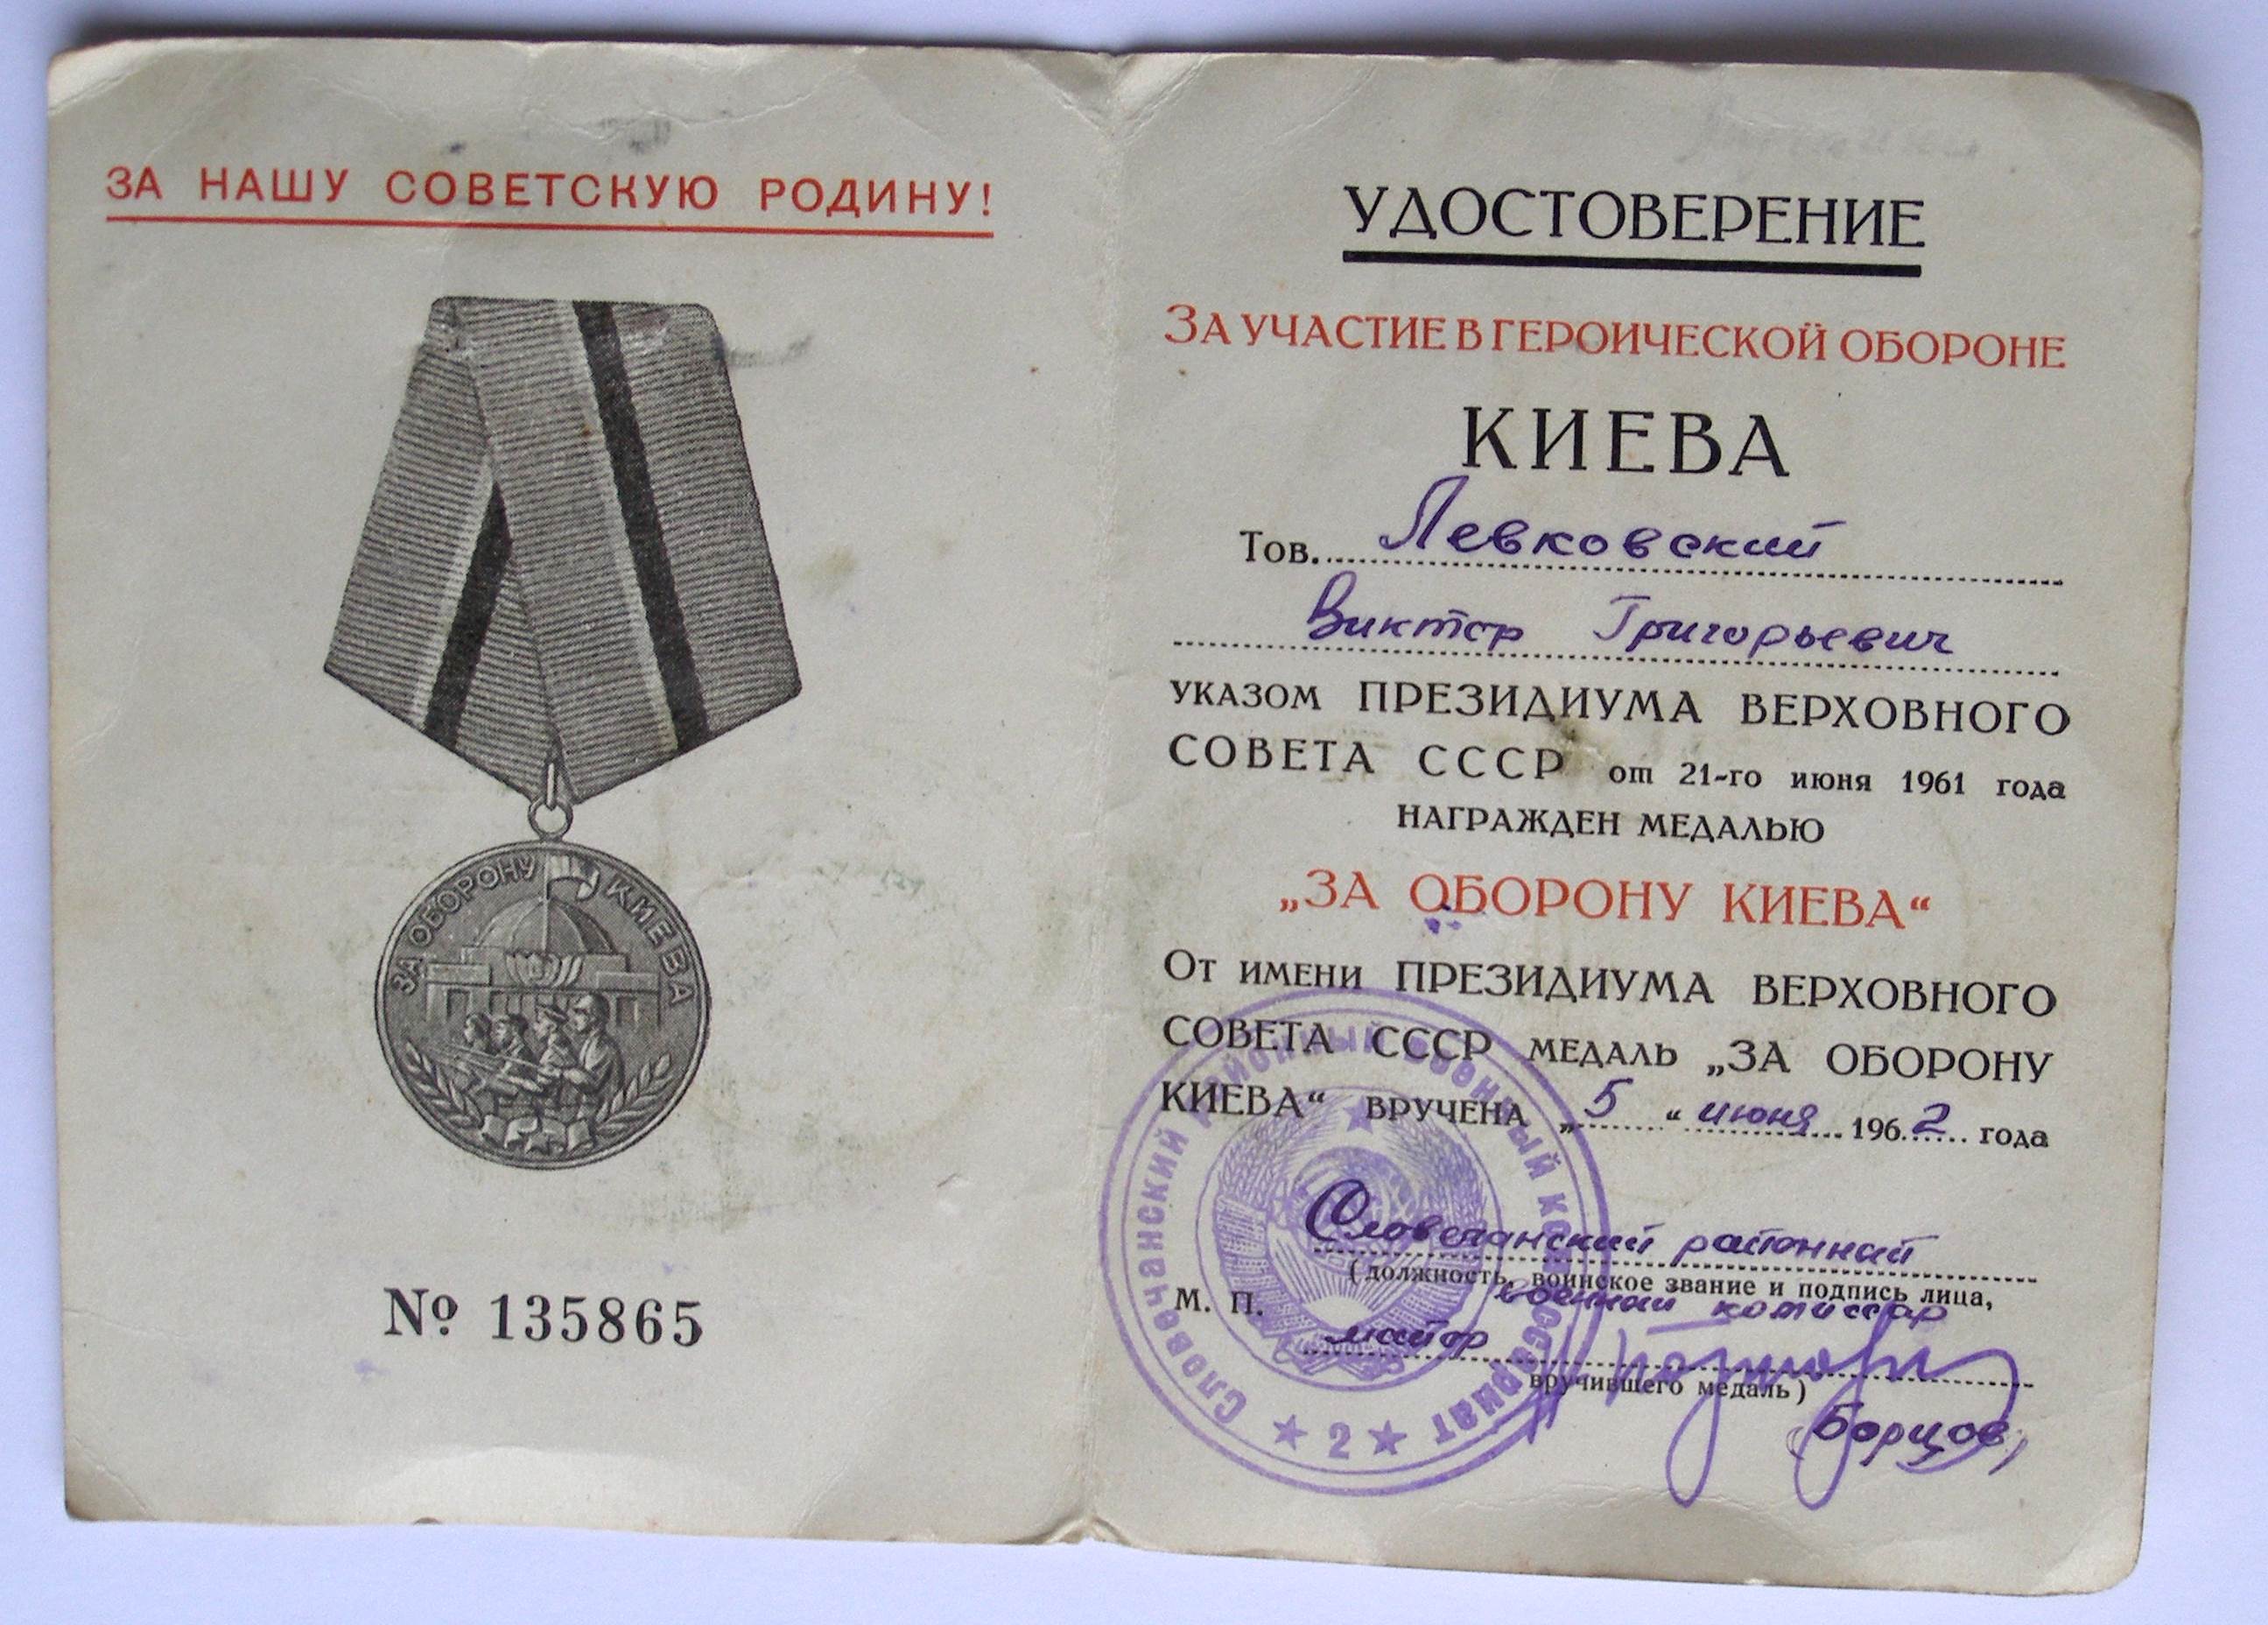 ЗА НАШУ СОВЕТСКУЮ РОДИНУ!
ЗА ОБОРОНУ КИЕВА
№ 135865
УДОСТОВЕРЕНИЕ
ЗА УЧАСТИЕ В ГЕРОИЧЕСКОЙ ОБОРОНЕ
КИЕВА
Тов. Левковский
Виктор Григорьевич
УКАЗОМ ПРЕЗИДИУМА ВЕРХОВНОГО
СОВЕТА СССР от 21-го июня 1961 года
НАГРАЖДЕН МЕДАЛЬЮ
„ЗА ОБОРОНУ КИЕВА“
ОТ ИМЕНИ ПРЕЗИДИУМА ВЕРХОВНОГО
СОВЕТА СССР МЕДАЛЬ „ЗА ОБОРОНУ
КИЕВА“ ВРУЧЕНА „5“ июня 1962 года
Словечанский районный
(должность, воинское звание и подпись лица,
военный комиссар
М. П.
майор
вручившего медаль)
(Борцов)
Словечанский районный военный комиссариат
★ 2 ★